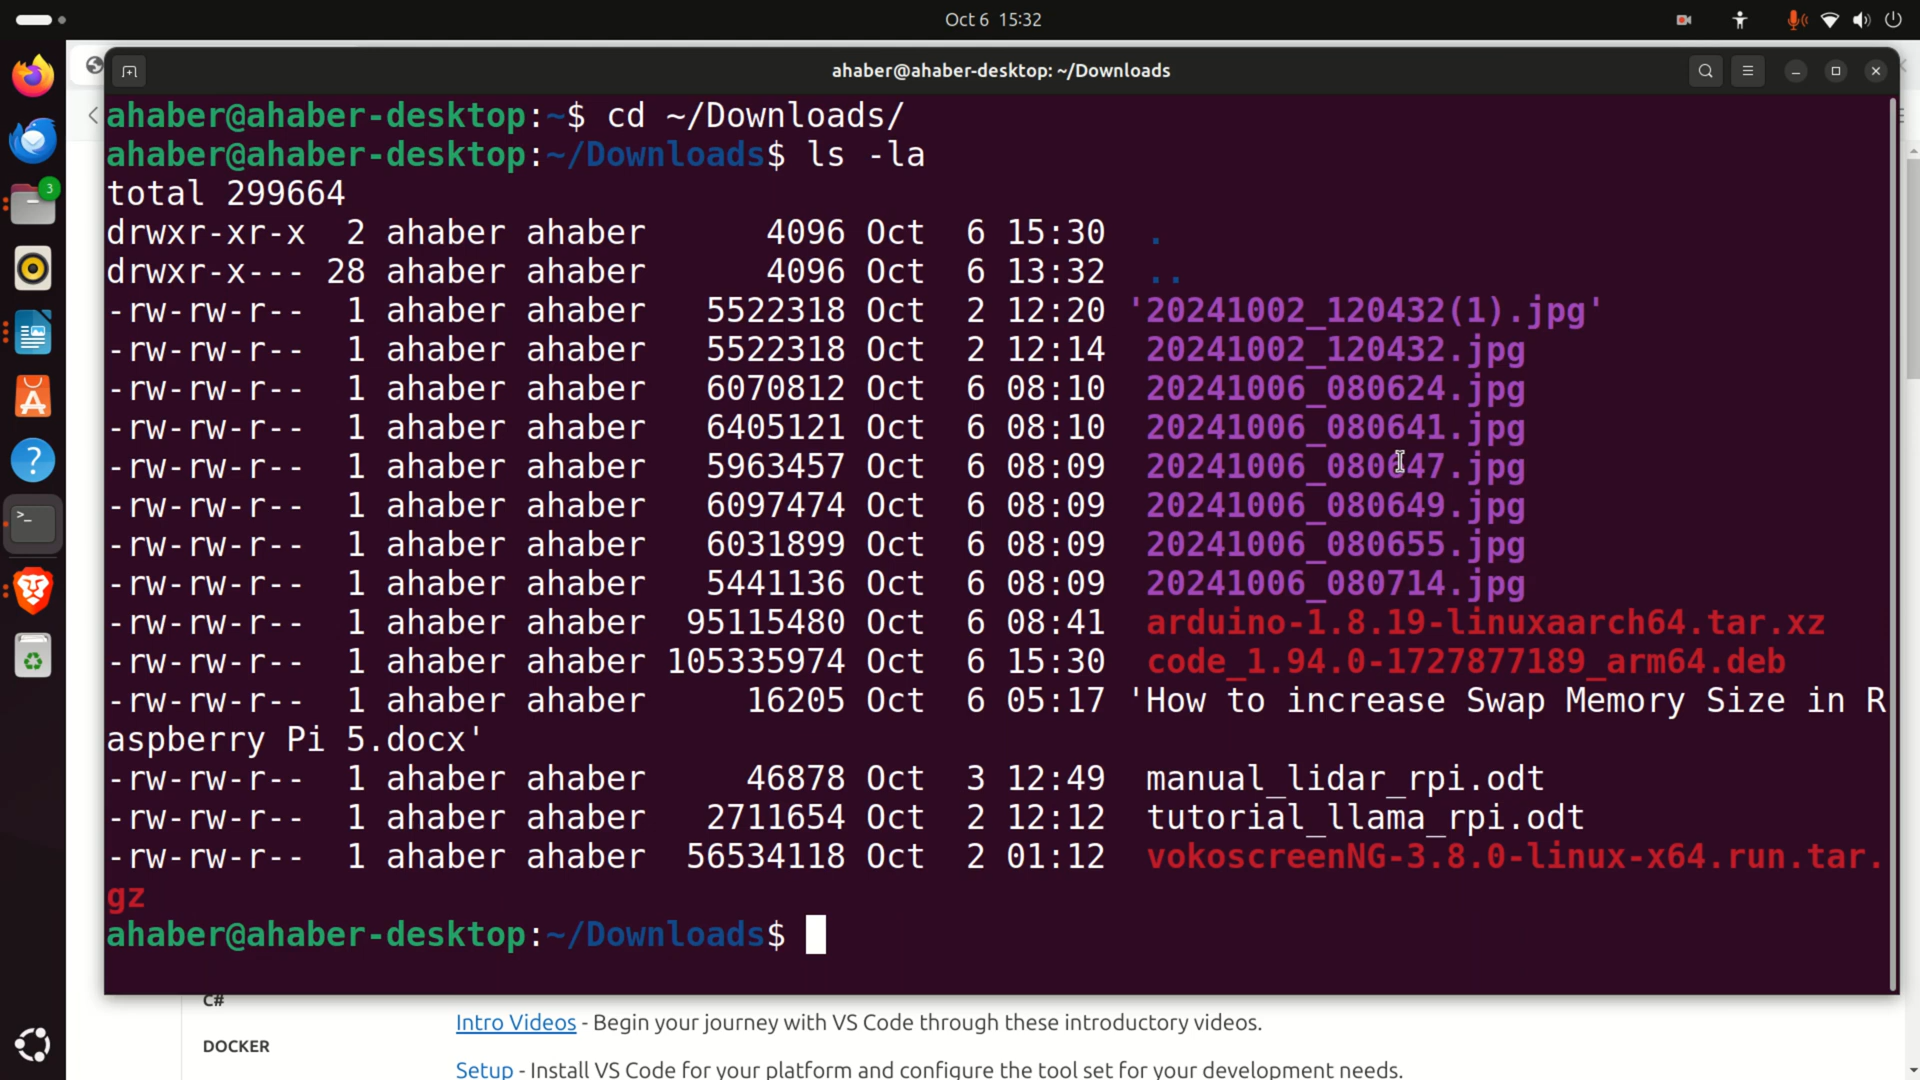 Oct 6 15:32
3
ahaber@ahaber-desktop: ~/Downloads
ahaber@ahaber-desktop:~$ cd ~/Downloads/
ahaber@ahaber-desktop:~/Downloads$ ls -la
total 299664
drwxr-xr-x 2 ahaber ahaber 4096 Oct 6 15:30 .
drwxr-x--- 28 ahaber ahaber 4096 Oct 6 13:32 ..
-rw-rw-r-- 1 ahaber ahaber 5522318 Oct 2 12:20 '20241002_120432(1).jpg'
-rw-rw-r-- 1 ahaber ahaber 5522318 Oct 2 12:14 20241002_120432.jpg
-rw-rw-r-- 1 ahaber ahaber 6070812 Oct 6 08:10 20241006_080624.jpg
-rw-rw-r-- 1 ahaber ahaber 6405121 Oct 6 08:10 20241006_080641.jpg
-rw-rw-r-- 1 ahaber ahaber 5963457 Oct 6 08:09 20241006_080647.jpg
-rw-rw-r-- 1 ahaber ahaber 6097474 Oct 6 08:09 20241006_080649.jpg
-rw-rw-r-- 1 ahaber ahaber 6031899 Oct 6 08:09 20241006_080655.jpg
-rw-rw-r-- 1 ahaber ahaber 5441136 Oct 6 08:09 20241006_080714.jpg
-rw-rw-r-- 1 ahaber ahaber 95115480 Oct 6 08:41 arduino-1.8.19-linuxaarch64.tar.xz
-rw-rw-r-- 1 ahaber ahaber 105335974 Oct 6 15:30 code_1.94.0-1727877189_arm64.deb
-rw-rw-r-- 1 ahaber ahaber 16205 Oct 6 05:17 'How to increase Swap Memory Size in R
aspberry Pi 5.docx'
-rw-rw-r-- 1 ahaber ahaber 46878 Oct 3 12:49 manual_lidar_rpi.odt
-rw-rw-r-- 1 ahaber ahaber 2711654 Oct 2 12:12 tutorial_llama_rpi.odt
-rw-rw-r-- 1 ahaber ahaber 56534118 Oct 2 01:12 vokoscreenNG-3.8.0-linux-x64.run.tar.
gz
ahaber@ahaber-desktop:~/Downloads$
C#
Intro Videos - Begin your journey with VS Code through these introductory videos.
DOCKER
Setup - Install VS Code for your platform and configure the tool set for your development needs.